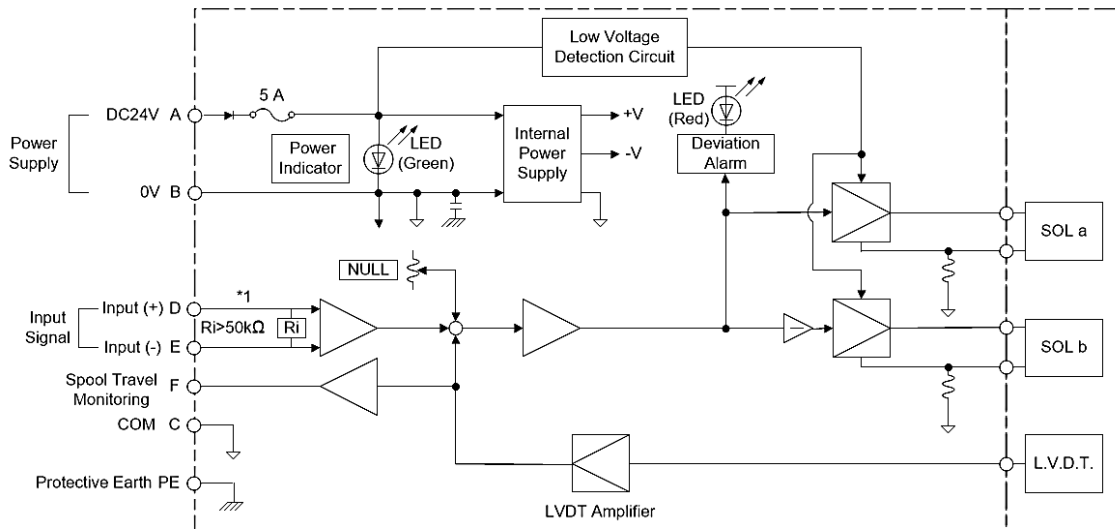 Low Voltage
Detection Circuit
5 A
DC24V A
LED
(Red)
+V
Power
Supply
Power
Indicator
LED
(Green)
Internal
Power
Supply
Deviation
Alarm
-V
0V B
SOL a
NULL
*1
Input (+) D
Input
Signal
Ri>50kΩ
Ri
Input (-) E
SOL b
Spool Travel
Monitoring
F
COM C
L.V.D.T.
Protective Earth PE
LVDT Amplifier